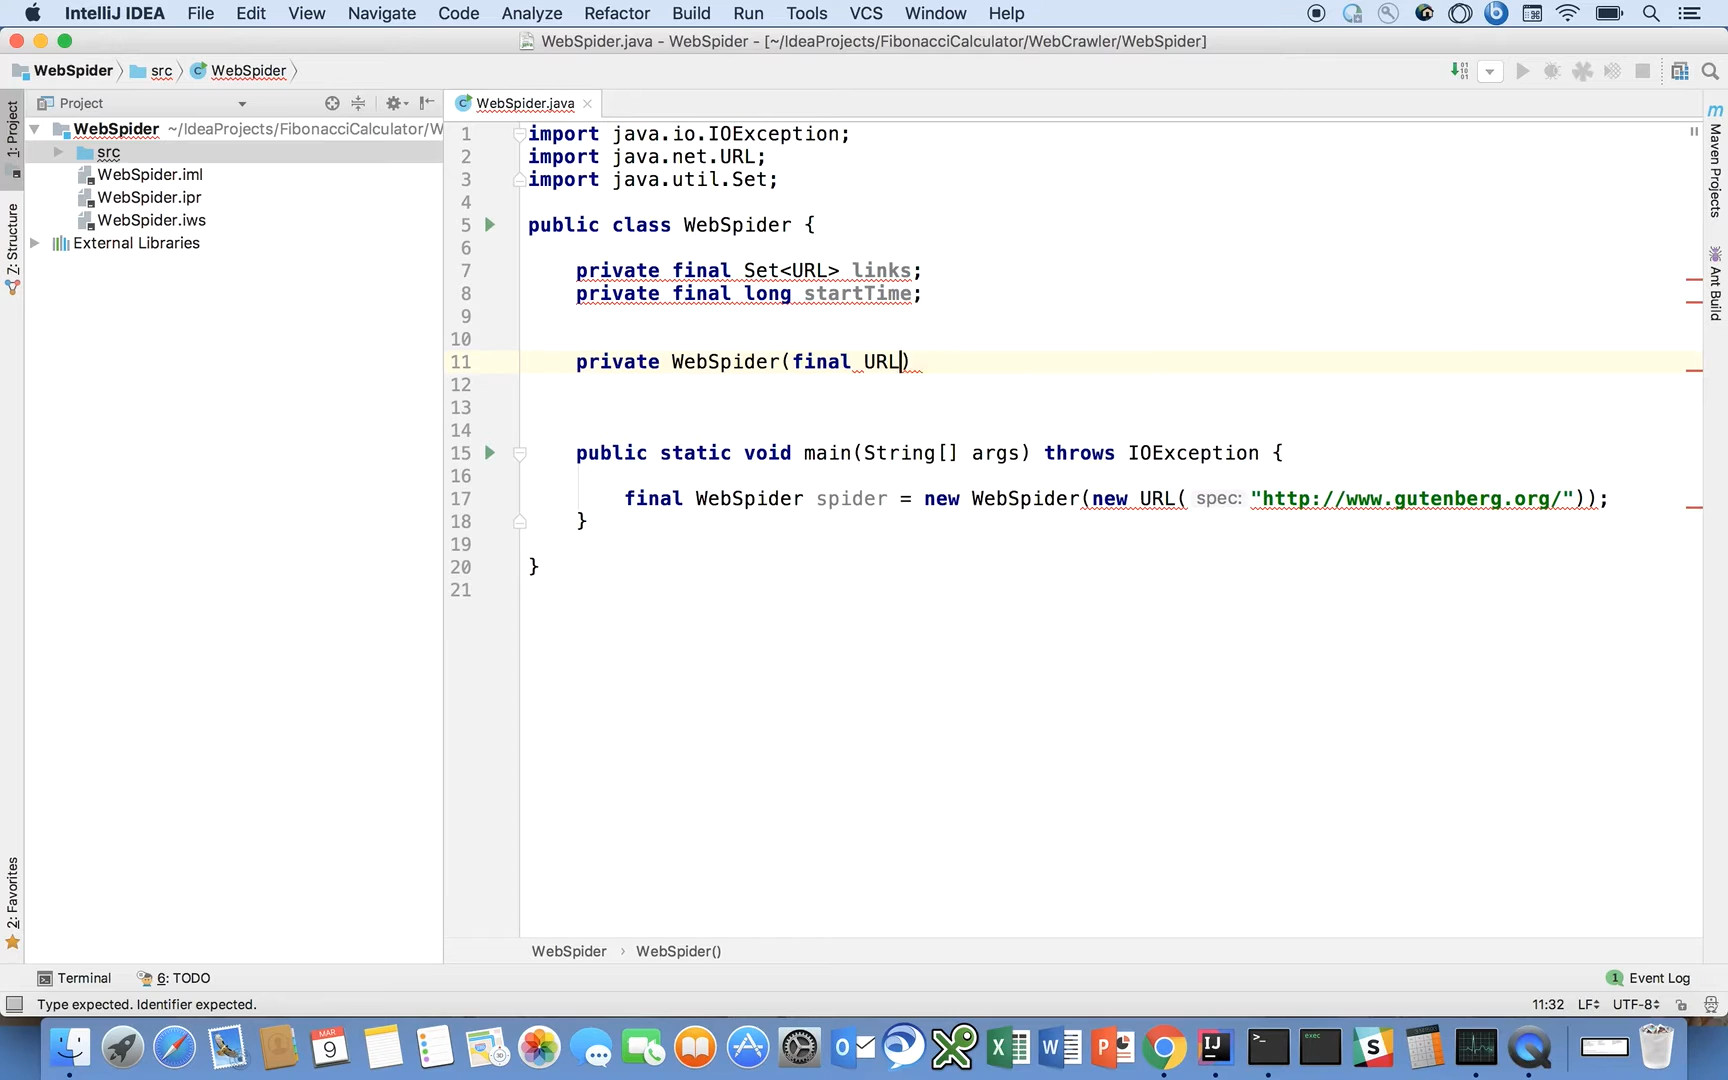 IntelliJ IDEA File Edit View Navigate Code Analyze Refactor Build Run Tools VCS Window Help
WebSpider.java – WebSpider – [~/IdeaProjects/FibonacciCalculator/WebCrawler/WebSpider]
WebSpider src WebSpider
Project
WebSpider.java
1: Project
Z: Structure
2: Favorites
WebSpider ~/IdeaProjects/FibonacciCalculator/W
src
WebSpider.iml
WebSpider.ipr
WebSpider.iws
External Libraries
1 import java.io.IOException;
2 import java.net.URL;
3 import java.util.Set;
4
5 public class WebSpider {
6
7 private final Set<URL> links;
8 private final long startTime;
9
10
11 private WebSpider(final URL)
12
13
14
15 public static void main(String[] args) throws IOException {
16
17 final WebSpider spider = new WebSpider(new URL( spec: "http://www.gutenberg.org/"));
18 }
19
20 }
21
Maven Projects
Ant Build
WebSpider › WebSpider()
Terminal 6: TODO
1 Event Log
Type expected. Identifier expected.
11:32 LF UTF-8
MAR
9
exec